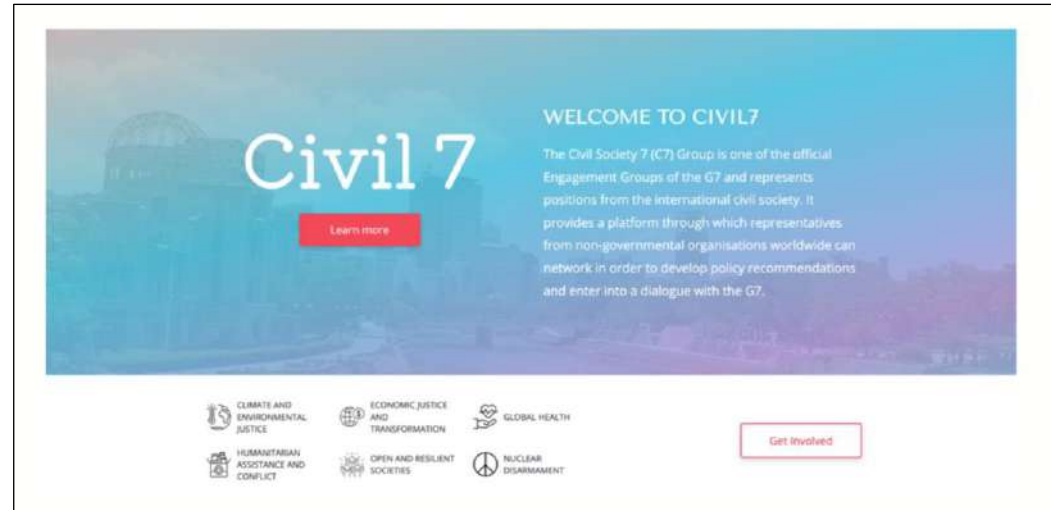 Civil 7
Learn more
WELCOME TO CIVIL7
The Civil Society 7 (C7) Group is one of the official
Engagement Groups of the G7 and represents
positions from the international civil society. It
provides a platform through which representatives
from non-governmental organisations worldwide can
network in order to develop policy recommendations
and enter into a dialogue with the G7.
CLIMATE AND
ENVIRONMENTAL
JUSTICE
ECONOMIC JUSTICE
AND
TRANSFORMATION
GLOBAL HEALTH
HUMANITARIAN
ASSISTANCE AND
CONFLICT
OPEN AND RESILIENT
SOCIETIES
NUCLEAR
DISARMAMENT
Get Involved